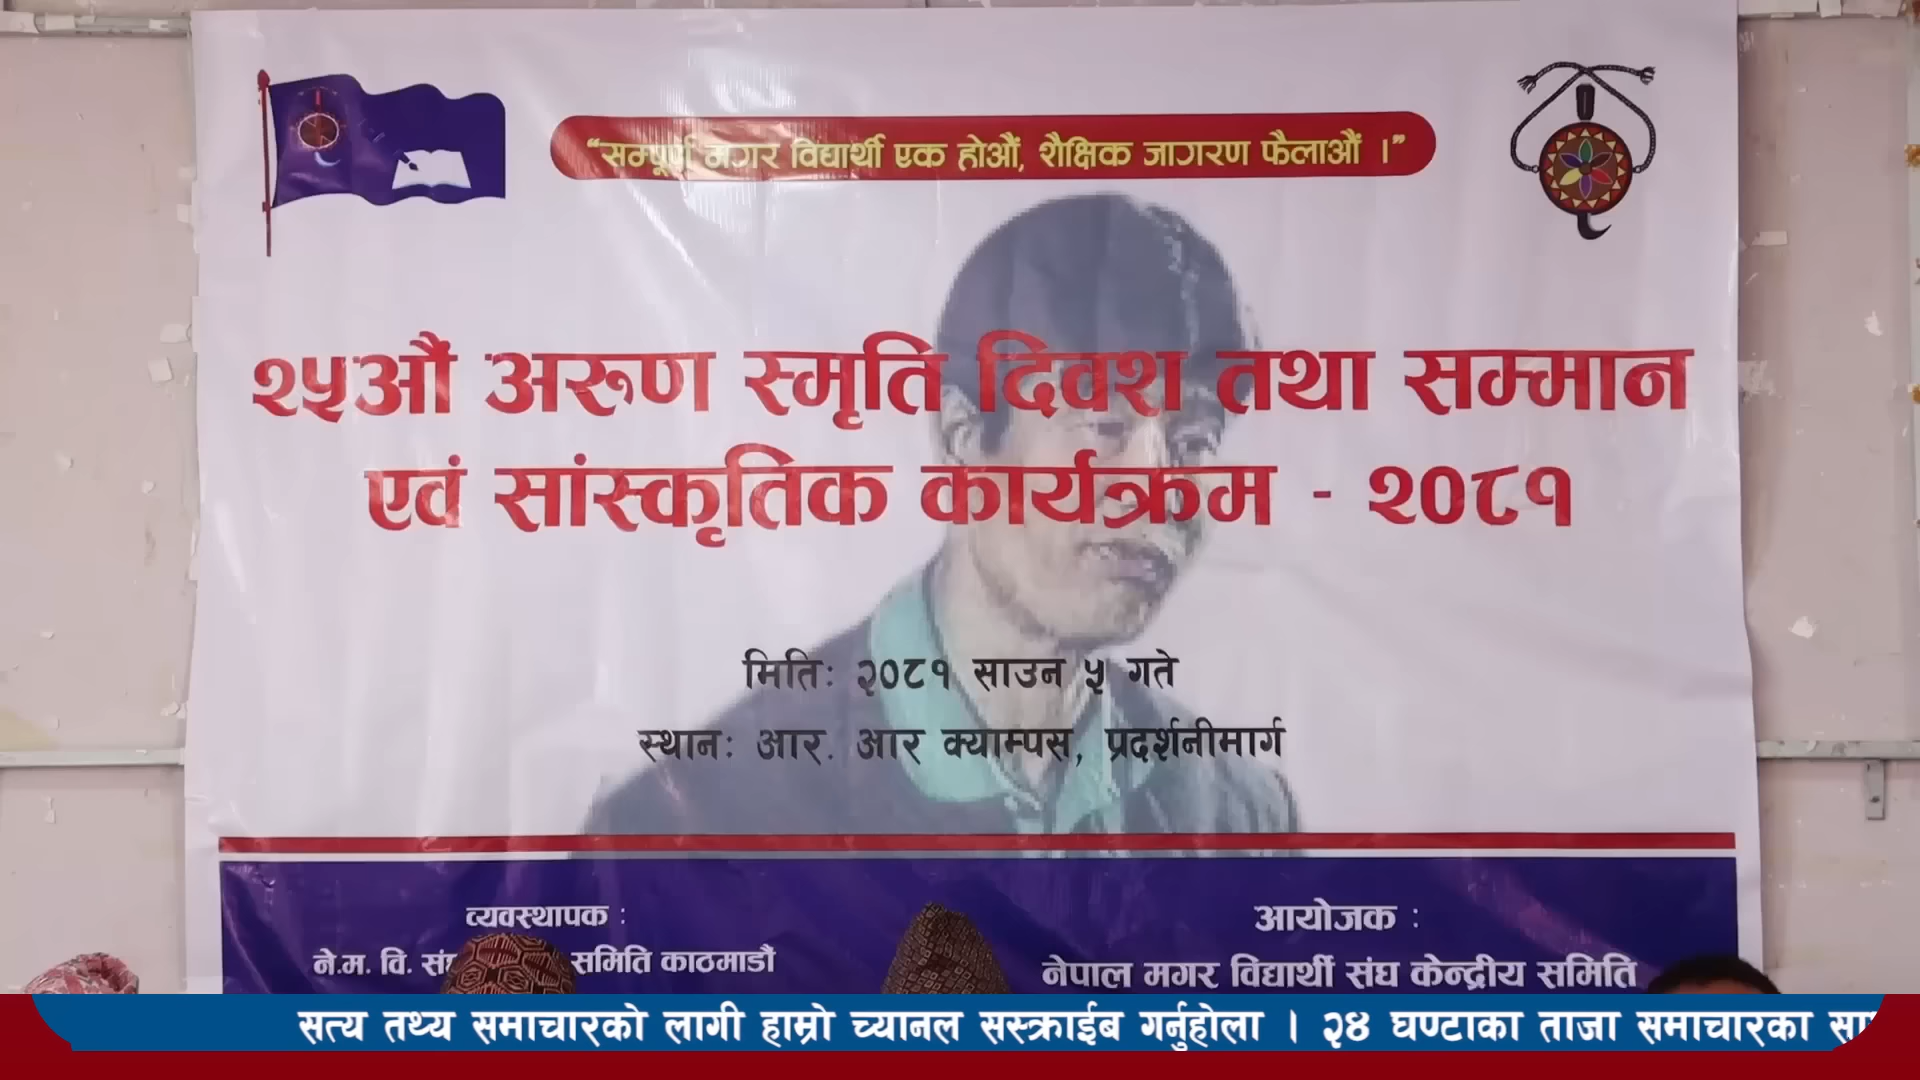 “सम्पूर्ण मगर विद्यार्थी एक होऔं, शैक्षिक जागरण फैलाऔं ।”
२५औं अरुण स्मृति दिवश तथा सम्मान
एवं सांस्कृतिक कार्यक्रम - २०८१
मितिः २०८१ साउन ५ गते
स्थानः आर. आर क्याम्पस, प्रदर्शनीमार्ग
व्यवस्थापक :
ने.म. वि. समिति काठमाडौं
आयोजक :
नेपाल मगर विद्यार्थी संघ केन्द्रीय समिति
सत्य तथ्य समाचारको लागी हाम्रो च्यानल सस्क्राईब गर्नुहोला । २४ घण्टाका ताजा समाचारका